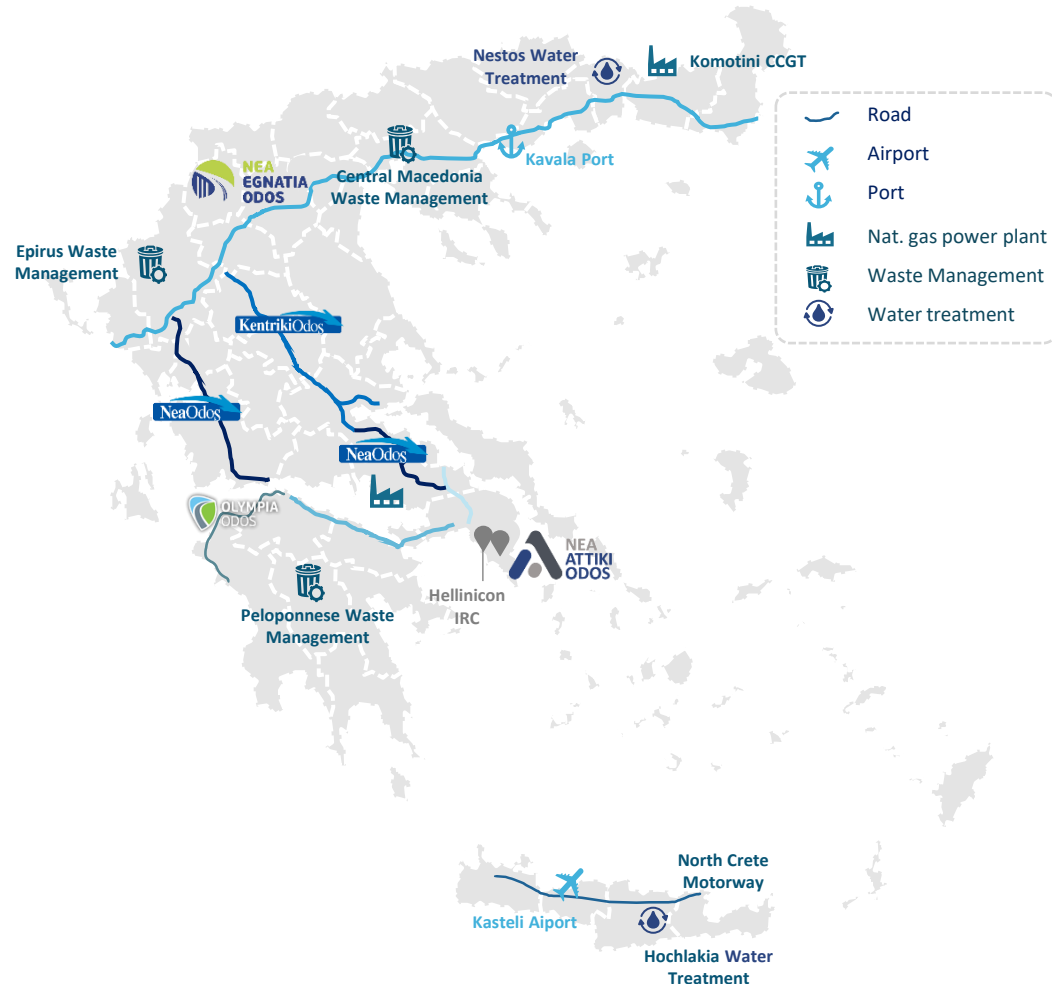 Nestos Water
Treatment
Komotini CCGT
Road
Airport
Port
Nat. gas power plant
Waste Management
Water treatment
Kavala Port
NEA
EGNATIA
ODOS
Central Macedonia
Waste Management
Epirus Waste
Management
KentrikiOdos
NeaOdos
NeaOdos
OLYMPIA
ODOS
NEA
ATTIKI
ODOS
Hellinicon
IRC
Peloponnese Waste
Management
North Crete
Motorway
Kasteli Aiport
Hochlakia Water
Treatment